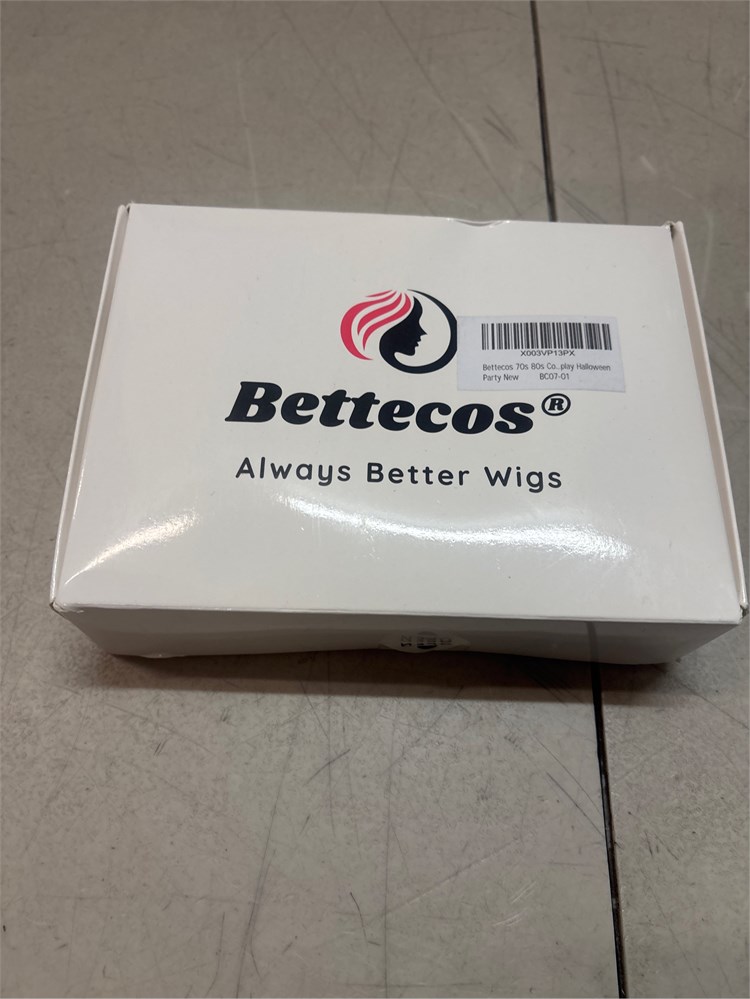 X003VP13PX
Bettecos 70s 80s Co...play Halloween
Party New BC07-01
Bettecos®
Always Better Wigs